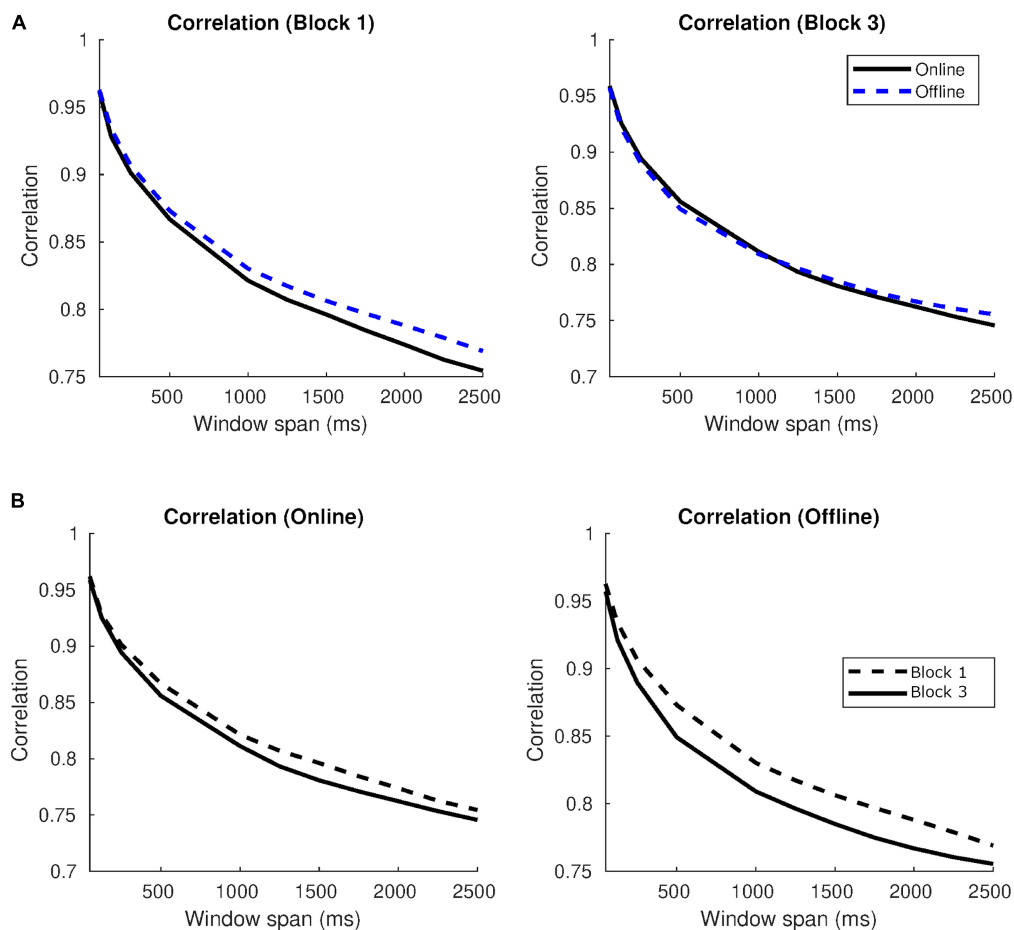 A
Correlation (Block 1)
1
0.95
0.9
0.85
0.8
0.75
Correlation
500 1000 1500 2000 2500
Window span (ms)
Correlation (Block 3)
1
0.95
0.9
0.85
0.8
0.75
0.7
Correlation
Online
Offline
500 1000 1500 2000 2500
Window span (ms)
B
Correlation (Online)
1
0.95
0.9
0.85
0.8
0.75
0.7
Correlation
500 1000 1500 2000 2500
Window span (ms)
Correlation (Offline)
1
0.95
0.9
0.85
0.8
0.75
Correlation
Block 1
Block 3
500 1000 1500 2000 2500
Window span (ms)